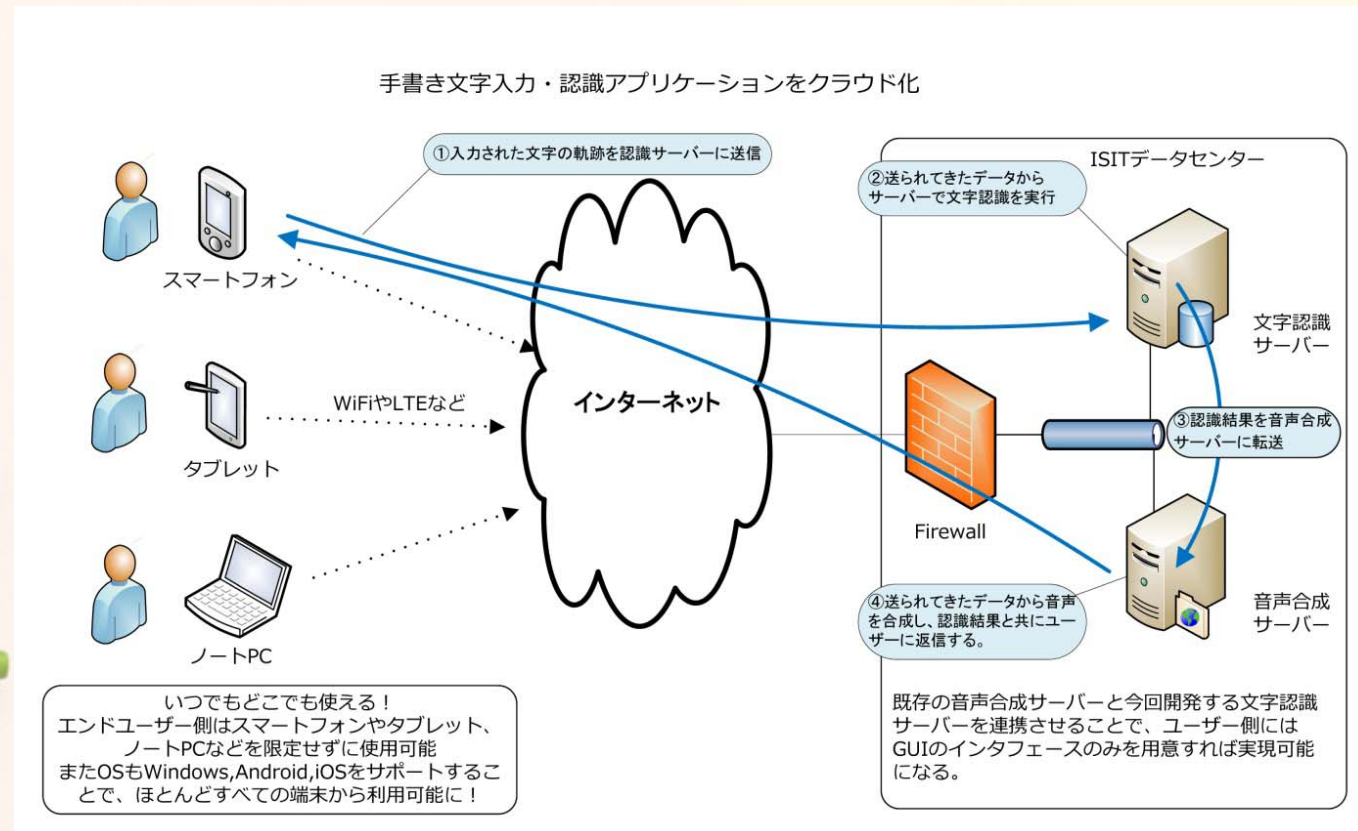 手書き文字入力・認識アプリケーションをクラウド化
①入力された文字の軌跡を認識サーバーに送信
ISITデータセンター
②送られてきたデータから
サーバーで文字認識を実行
スマートフォン
文字認識
サーバー
WiFiやLTEなど
インターネット
③認識結果を音声合成
サーバーに転送
タブレット
Firewall
④送られてきたデータから音声
を合成し、認識結果と共にユー
ザーに返信する。
音声合成
サーバー
ノートPC
いつでもどこでも使える！
エンドユーザー側はスマートフォンやタブレット、
ノートPCなどを限定せずに使用可能
またOSもWindows,Android,iOSをサポートするこ
とで、ほとんどすべての端末から利用可能に！
既存の音声合成サーバーと今回開発する文字認識
サーバーを連携させることで、ユーザー側には
GUIのインタフェースのみを用意すれば実現可能
になる。